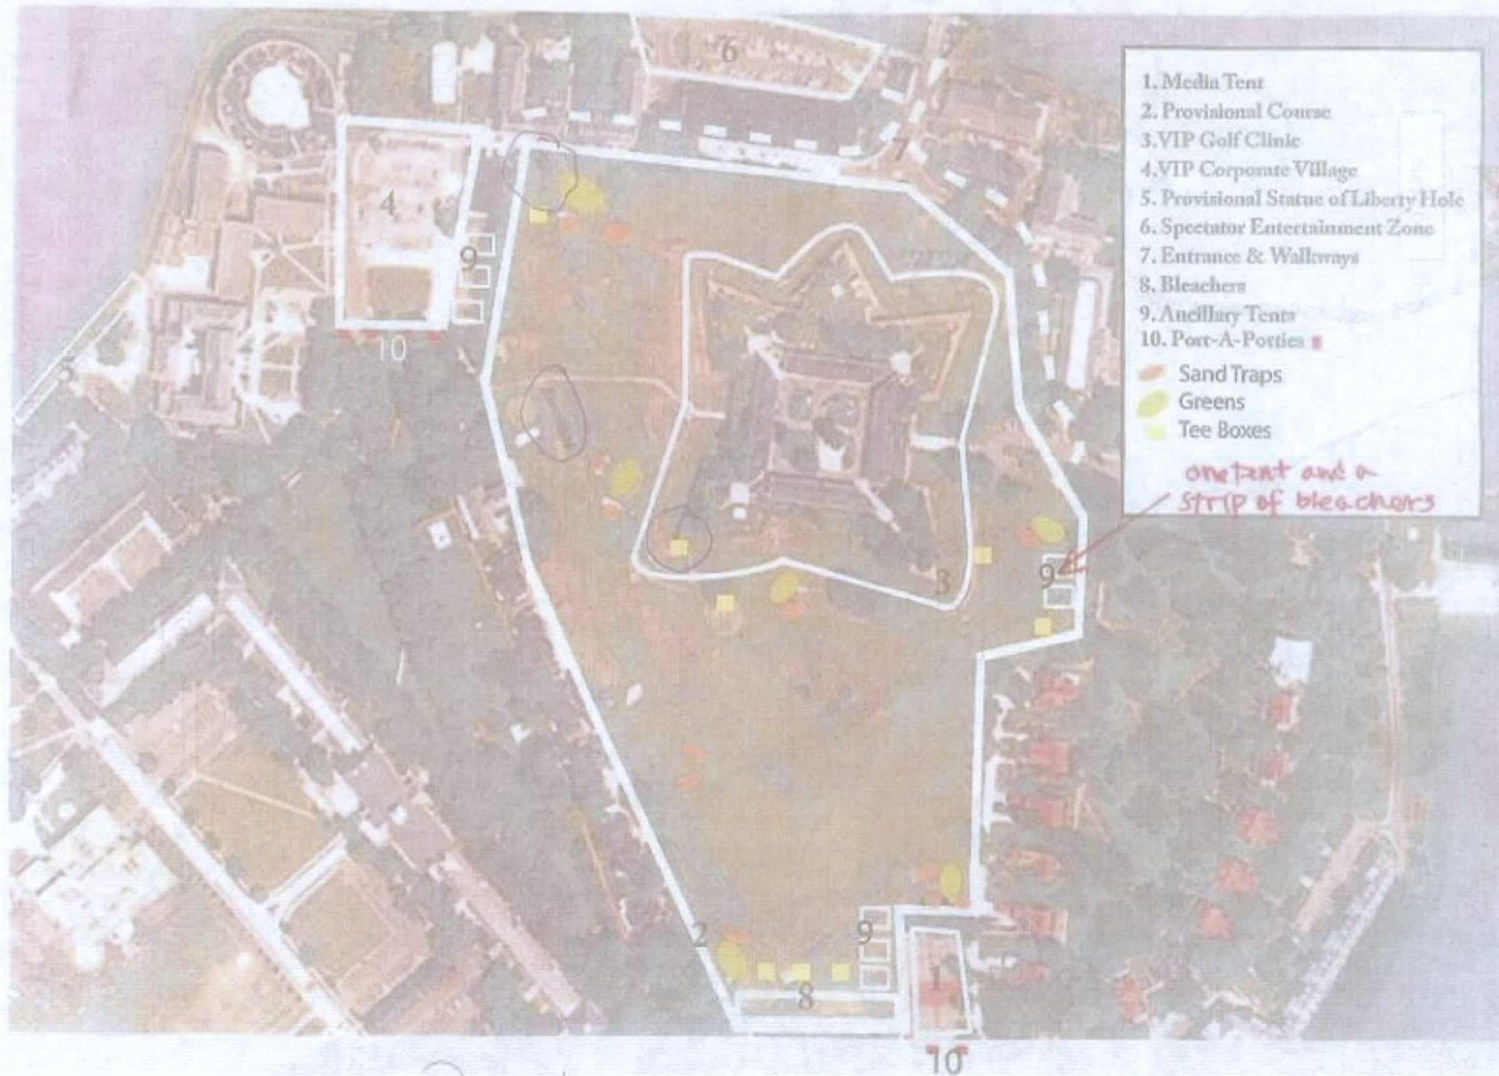 6
7
4
9
10
5
3
9
2
9
8
1
10
1. Media Tent
2. Provisional Course
3.VIP Golf Clinic
4.VIP Corporate Village
5. Provisional Statue of Liberty Hole
6. Spectator Entertainment Zone
7. Entrance & Walkways
8. Bleachers
9. Ancillary Tents
10. Port-A-Potties
Sand Traps
Greens
Tee Boxes
one tent and a
strip of bleachers